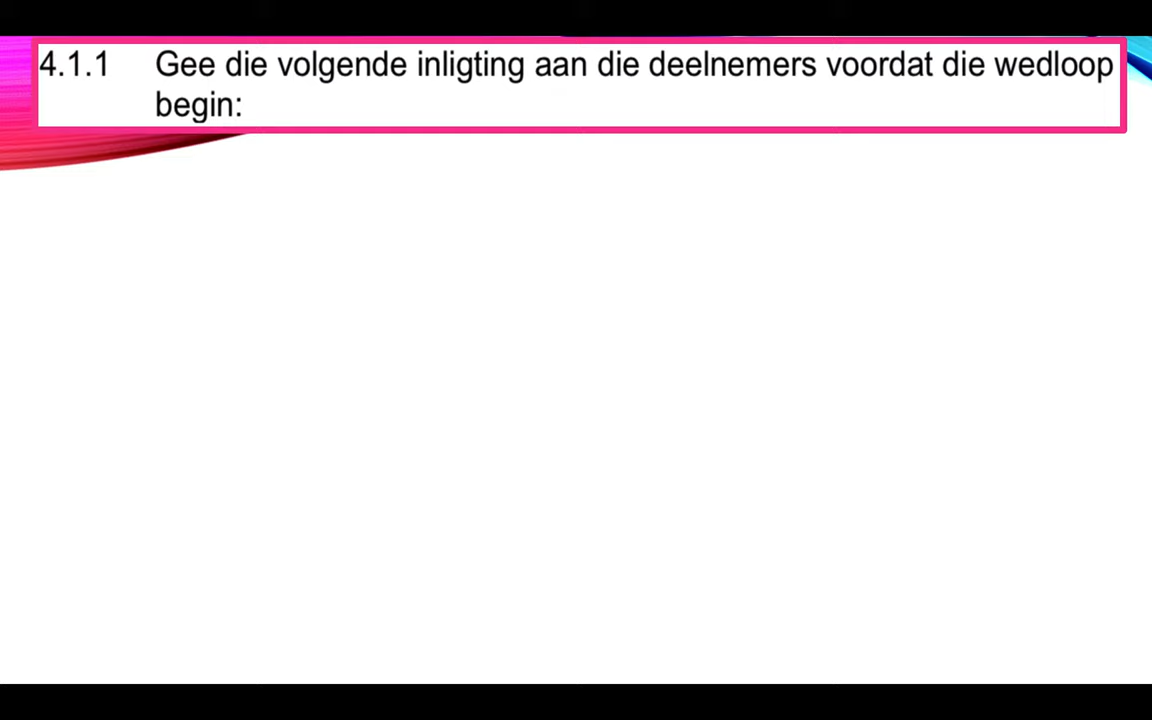 4.1.1 Gee die volgende inligting aan die deelnemers voordat die wedloop
begin: